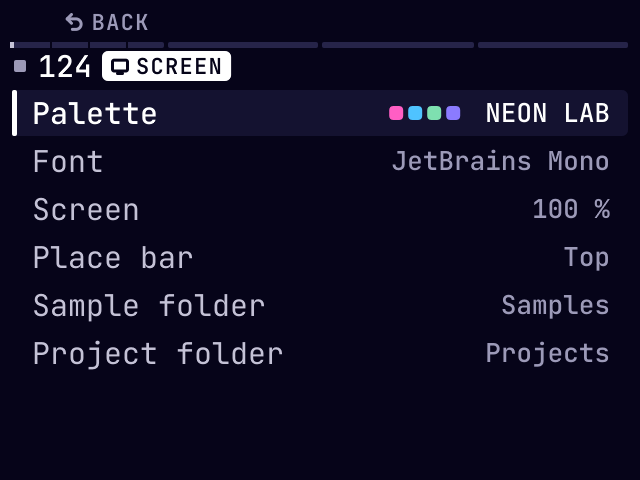 BACK
124 SCREEN
Palette NEON LAB
Font JetBrains Mono
Screen 100 %
Place bar Top
Sample folder Samples
Project folder Projects